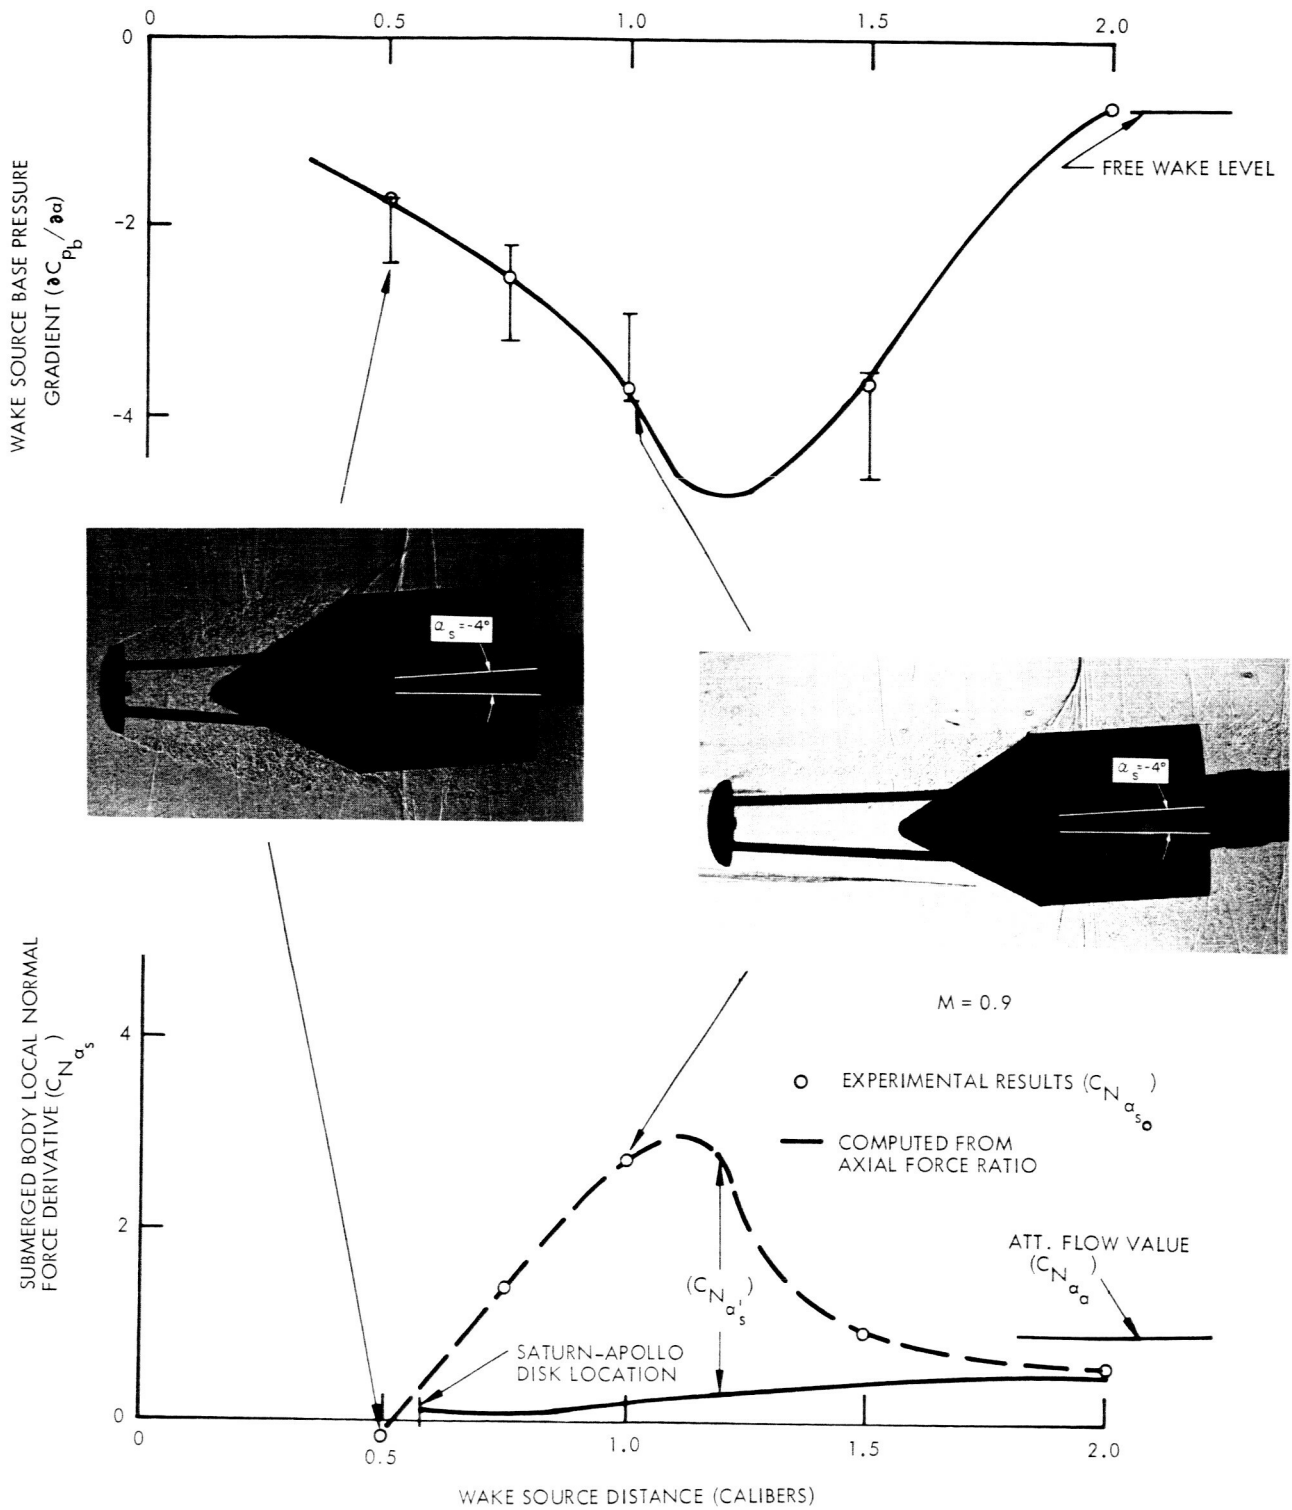 0 0.5 1.0 1.5 2.0
0
-2
-4
WAKE SOURCE BASE PRESSURE
GRADIENT (∂C_{p_b}/∂α)
FREE WAKE LEVEL
α_s=-4°
α_s=-4°
M = 0.9
EXPERIMENTAL RESULTS (C_{N_{α_{s_o}}})
COMPUTED FROM
AXIAL FORCE RATIO
SUBMERGED BODY LOCAL NORMAL
FORCE DERIVATIVE (C_{N_{α_s}})
4
2
0
(C_{N_{α'_s}})
ATT. FLOW VALUE
(C_{N_{α_a}})
SATURN-APOLLO
DISK LOCATION
0 0.5 1.0 1.5 2.0
WAKE SOURCE DISTANCE (CALIBERS)